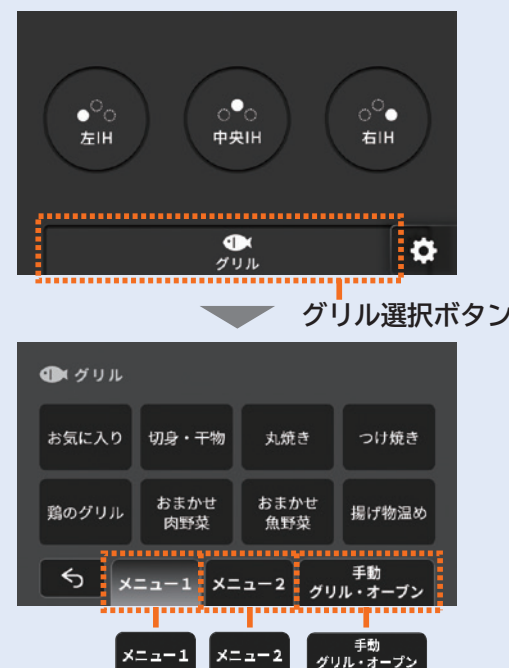 左IH
中央IH
右IH
グリル
グリル選択ボタン
グリル
お気に入り
切身・干物
丸焼き
つけ焼き
鶏のグリル
おまかせ
肉野菜
おまかせ
魚野菜
揚げ物温め
メニュー1
メニュー2
手動
グリル・オーブン
メニュー1
メニュー2
手動
グリル・オーブン